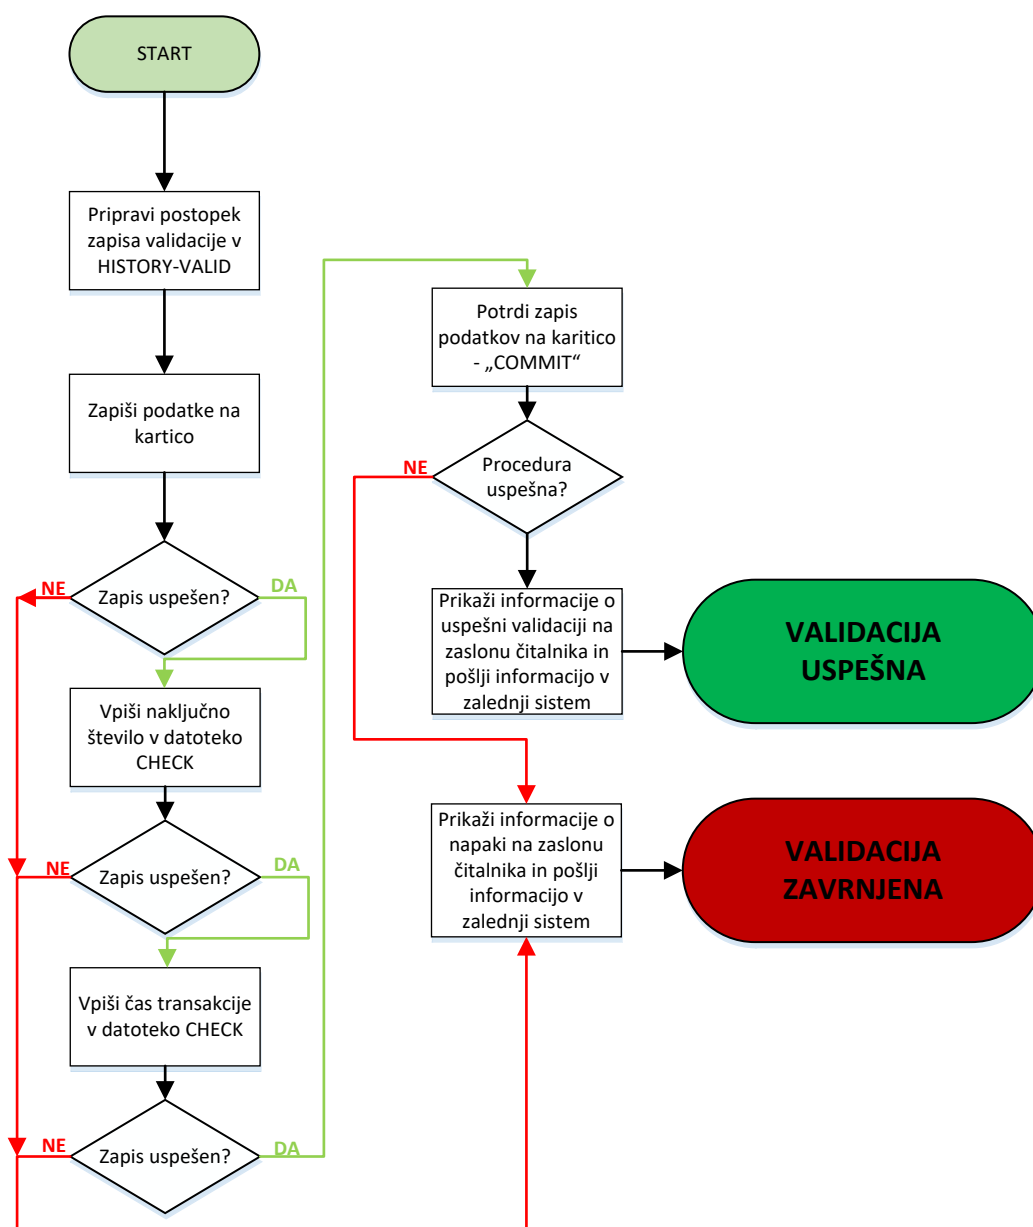 START
Pripravi postopek
zapisa validacije v
HISTORY-VALID
Zapiši podatke na
kartico
Zapis uspešen?
NE
DA
Vpiši naključno
število v datoteko
CHECK
Zapis uspešen?
NE
DA
Vpiši čas transakcije
v datoteko CHECK
Zapis uspešen?
NE
DA
Potrdi zapis
podatkov na karitico
- „COMMIT“
Procedura
uspešna?
NE
Prikaži informacije o
uspešni validaciji na
zaslonu čitalnika in
pošlji informacijo v
zaledni sistem
VALIDACIJA
USPEŠNA
Prikaži informacije o
napaki na zaslonu
čitalnika in pošlji
informacijo v
zalednji sistem
VALIDACIJA
ZAVRNJENA